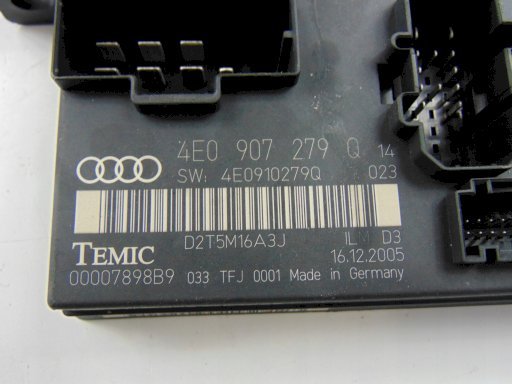 4E0 907 279 Q 14
SW: 4E0910279Q 023
D2T5M16A3J ILM D3
TEMIC 16.12.2005
00007898B9 033 TFJ 0001 Made in Germany